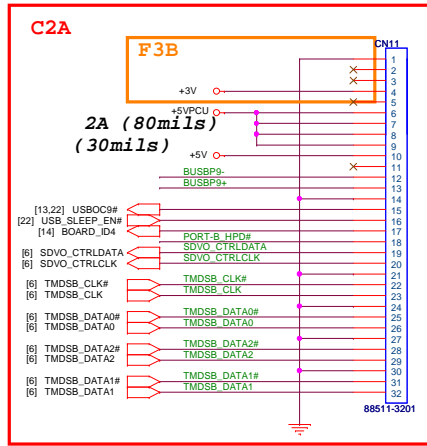 C2A
F3B
CN11
1
2
3
+3V 4
5
+5VPCU 6
2A (80mils) 7
8
(30mils) 9
+5V 10
11
BUSBP9- 12
BUSBP9+ 13
14
[13,22] USBOC9# 15
[22] USB_SLEEP_EN# 16
[14] BOARD_ID4 17
PORT-B_HPD# 18
[6] SDVO_CTRLDATA SDVO_CTRLDATA 19
[6] SDVO_CTRLCLK SDVO_CTRLCLK 20
21
[6] TMDSB_CLK# TMDSB_CLK# 22
[6] TMDSB_CLK TMDSB_CLK 23
24
[6] TMDSB_DATA0# TMDSB_DATA0# 25
[6] TMDSB_DATA0 TMDSB_DATA0 26
27
[6] TMDSB_DATA2# TMDSB_DATA2# 28
[6] TMDSB_DATA2 TMDSB_DATA2 29
30
[6] TMDSB_DATA1# TMDSB_DATA1# 31
[6] TMDSB_DATA1 TMDSB_DATA1 32
88511-3201